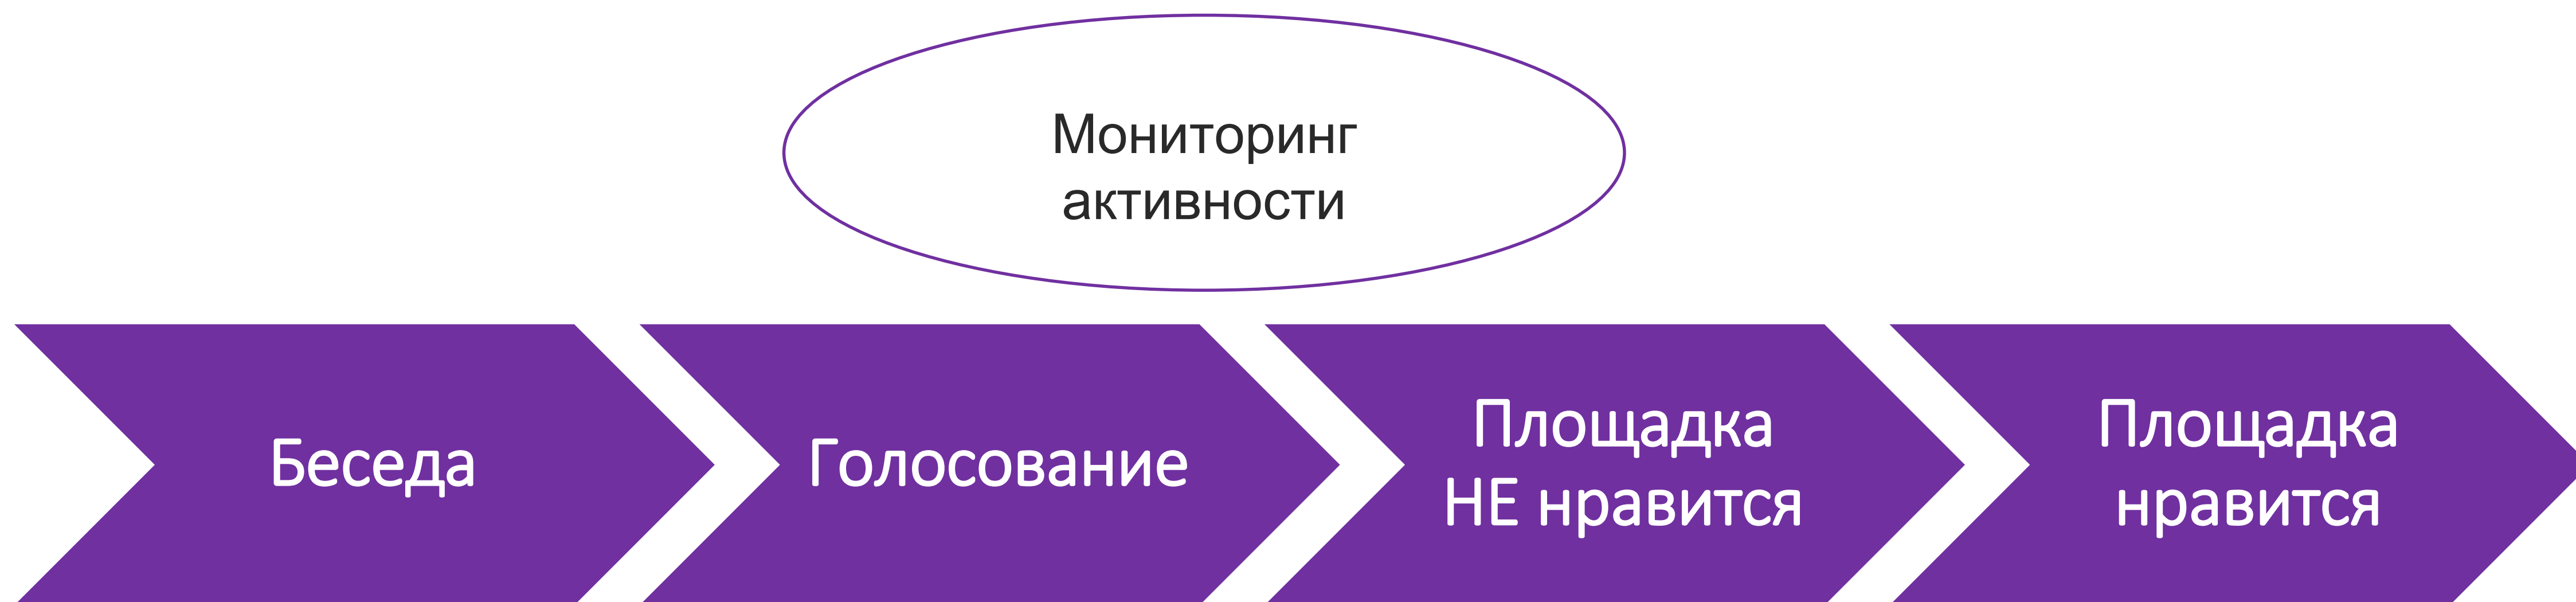 Мониторинг
активности
Беседа
Голосование
Площадка
НЕ нравится
Площадка
нравится